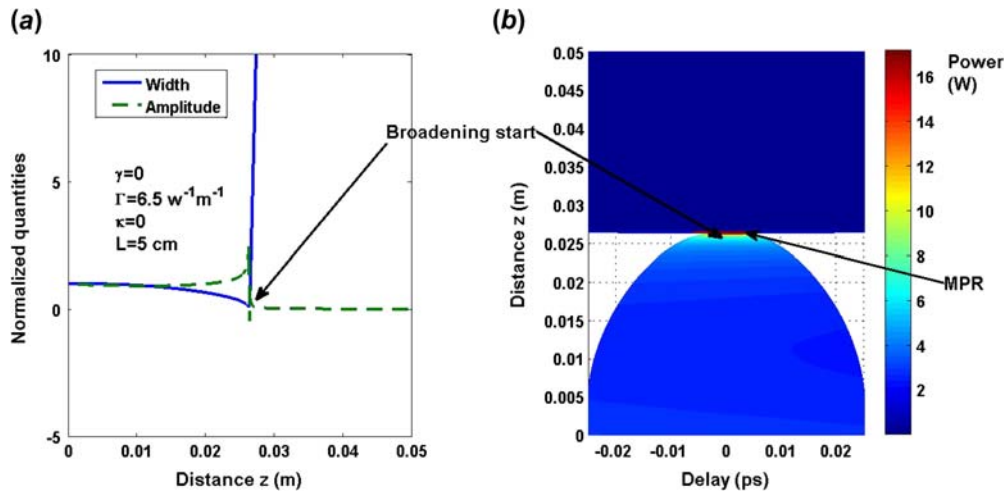 (a)
10
5
0
-5
Normalized quantities
Width
Amplitude
γ=0
Γ=6.5 w⁻¹m⁻¹
κ=0
L=5 cm
0
0.01
0.02
0.03
0.04
0.05
Distance z (m)
Broadening start
(b)
0.05
0.045
0.04
0.035
0.03
0.025
0.02
0.015
0.01
0.005
0
Distance z (m)
-0.02
-0.01
0
0.01
0.02
Delay (ps)
Power
(W)
16
14
12
10
8
6
4
2
MPR